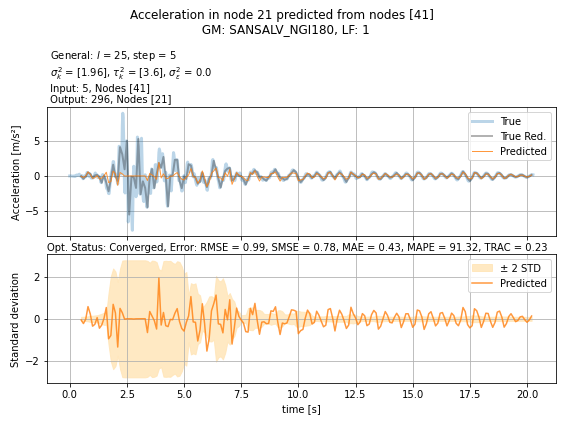 Acceleration in node 21 predicted from nodes [41]
GM: SANSALV_NGI180, LF: 1
General: l = 25, step = 5
σ²ₖ = [1.96], τ²ₖ = [3.6], σ²ε = 0.0
Input: 5, Nodes [41]
Output: 296, Nodes [21]
Acceleration [m/s²]
5
0
−5
True
True Red.
Predicted
Opt. Status: Converged, Error: RMSE = 0.99, SMSE = 0.78, MAE = 0.43, MAPE = 91.32, TRAC = 0.23
Standard deviation
2
0
−2
± 2 STD
Predicted
0.0 2.5 5.0 7.5 10.0 12.5 15.0 17.5 20.0
time [s]